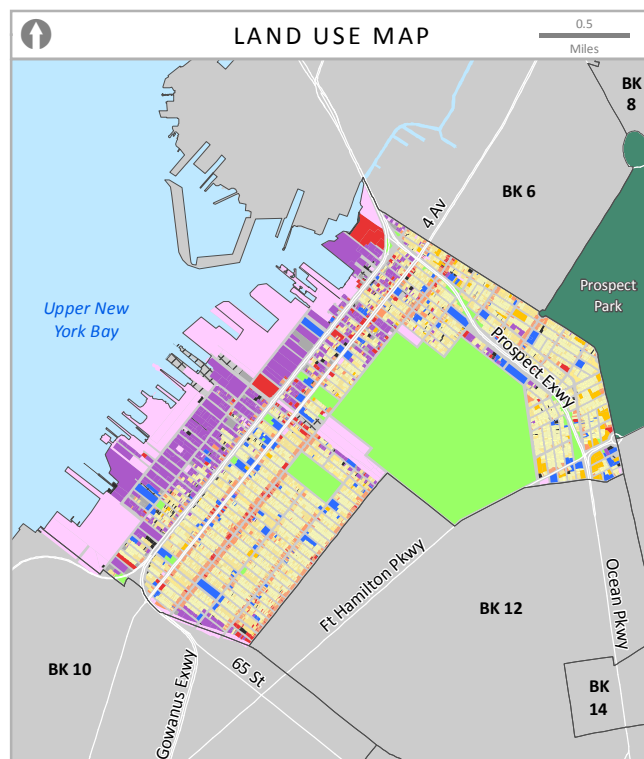 LAND USE MAP
0.5
Miles
BK
8
BK 6
4 Av
Prospect
Park
Upper New
York Bay
Prospect Exwy
Ft Hamilton Pkwy
BK 12
Ocean Pkwy
BK 10
65 St
Gowanus Exwy
BK
14